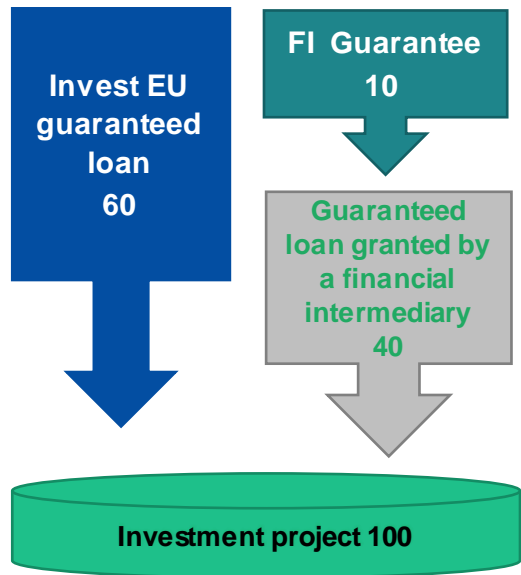 Invest EU
guaranteed
loan
60
FI Guarantee
10
Guaranteed
loan granted by
a financial
intermediary
40
Investment project 100